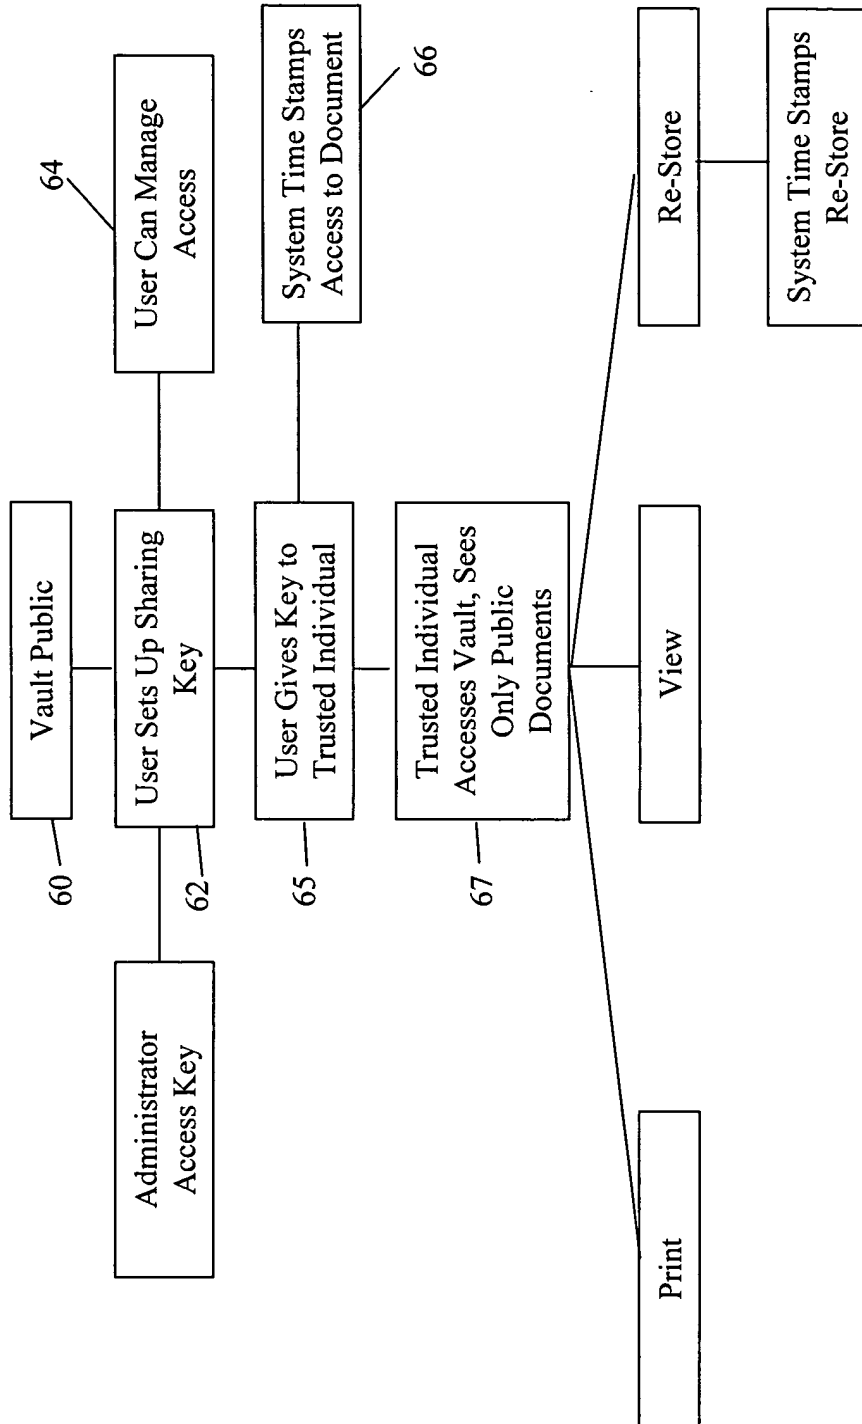 60
Vault Public
64
Administrator
Access Key
62
User Sets Up Sharing
Key
User Can Manage
Access
65
User Gives Key to
Trusted Individual
System Time Stamps
Access to Document
66
67
Trusted Individual
Accesses Vault, Sees
Only Public
Documents
Print
View
Re-Store
System Time Stamps
Re-Store